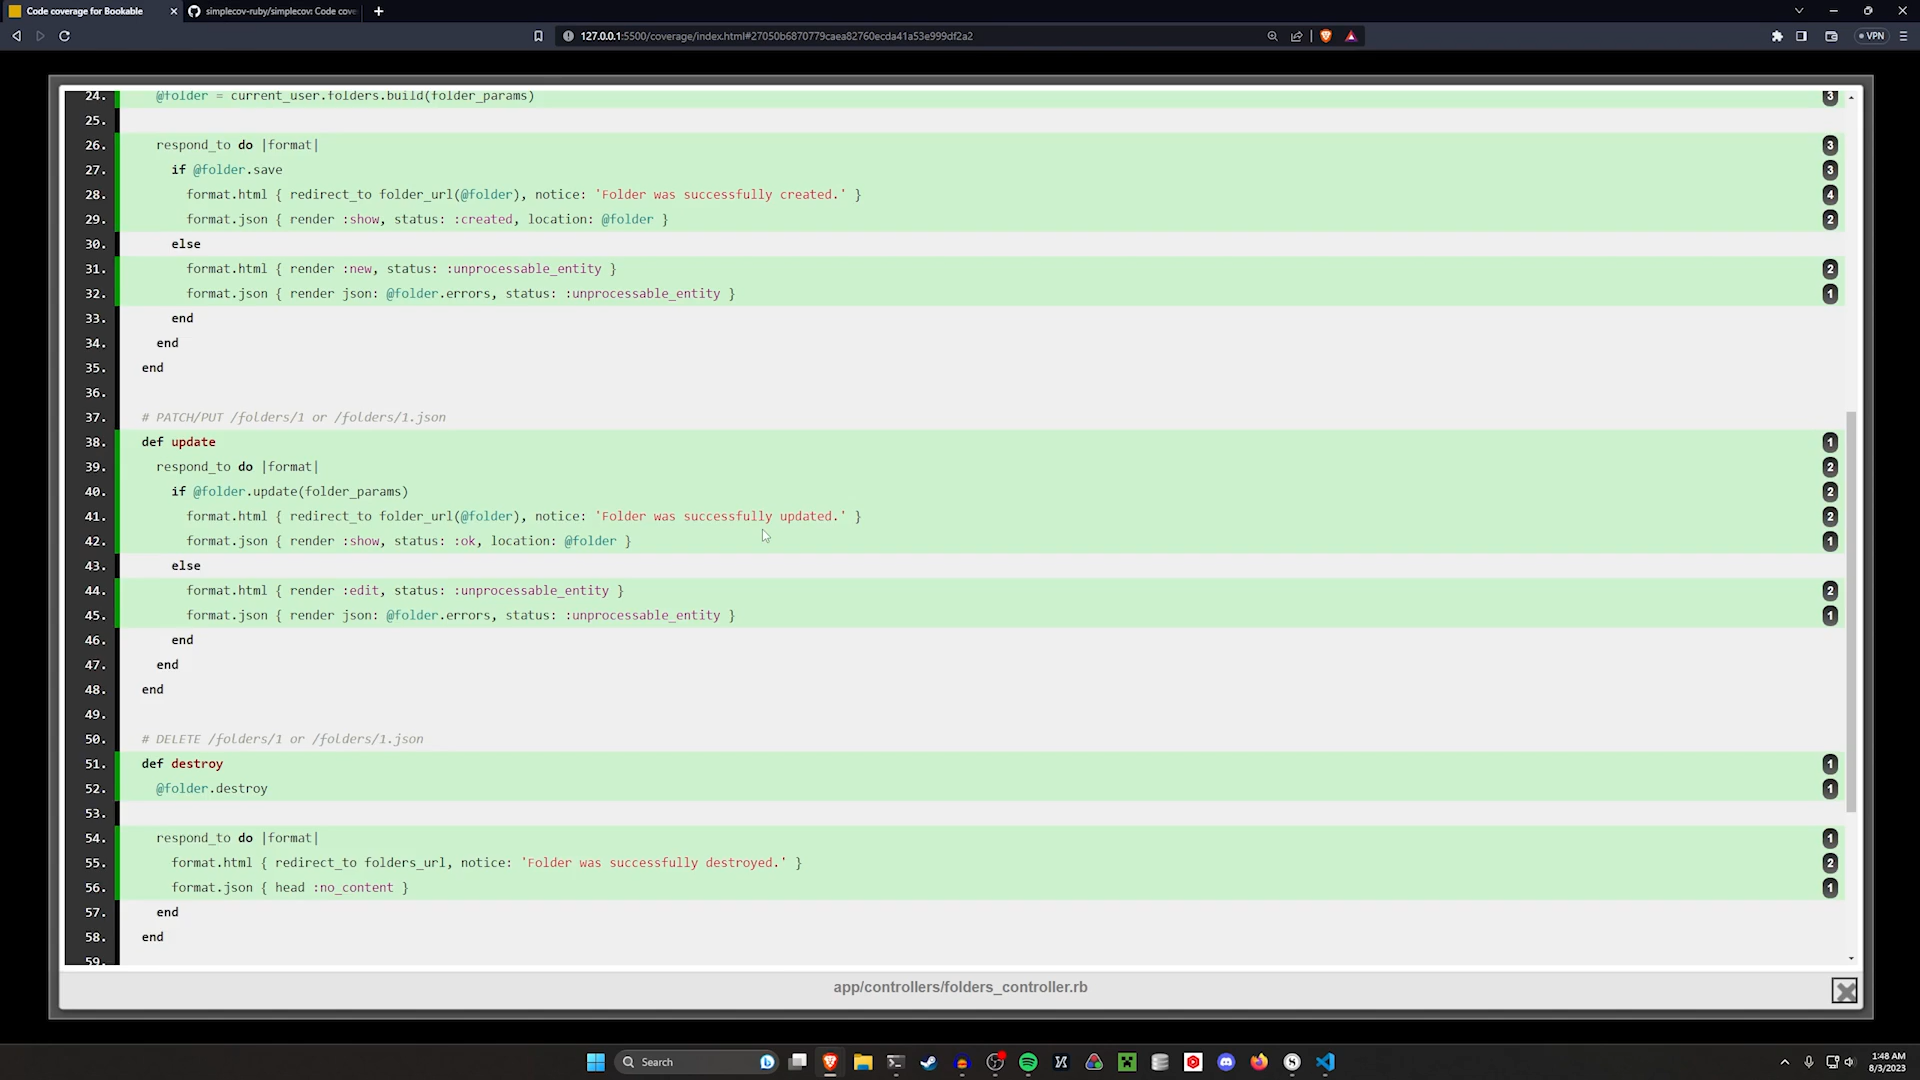 Code coverage for Bookable
simplecov-ruby/simplecov: Code cove
127.0.0.1:5500/coverage/index.html#27050b6870779caea82760ecda41a53e999df2a2
VPN
24. @folder = current_user.folders.build(folder_params) 3
25.
26. respond_to do |format| 3
27. if @folder.save 3
28. format.html { redirect_to folder_url(@folder), notice: 'Folder was successfully created.' } 4
29. format.json { render :show, status: :created, location: @folder } 2
30. else
31. format.html { render :new, status: :unprocessable_entity } 2
32. format.json { render json: @folder.errors, status: :unprocessable_entity } 1
33. end
34. end
35. end
36.
37. # PATCH/PUT /folders/1 or /folders/1.json
38. def update 1
39. respond_to do |format| 2
40. if @folder.update(folder_params) 2
41. format.html { redirect_to folder_url(@folder), notice: 'Folder was successfully updated.' } 2
42. format.json { render :show, status: :ok, location: @folder } 1
43. else
44. format.html { render :edit, status: :unprocessable_entity } 2
45. format.json { render json: @folder.errors, status: :unprocessable_entity } 1
46. end
47. end
48. end
49.
50. # DELETE /folders/1 or /folders/1.json
51. def destroy 1
52. @folder.destroy 1
53.
54. respond_to do |format| 1
55. format.html { redirect_to folders_url, notice: 'Folder was successfully destroyed.' } 2
56. format.json { head :no_content } 1
57. end
58. end
59.
app/controllers/folders_controller.rb
Search
1:48 AM
8/3/2023